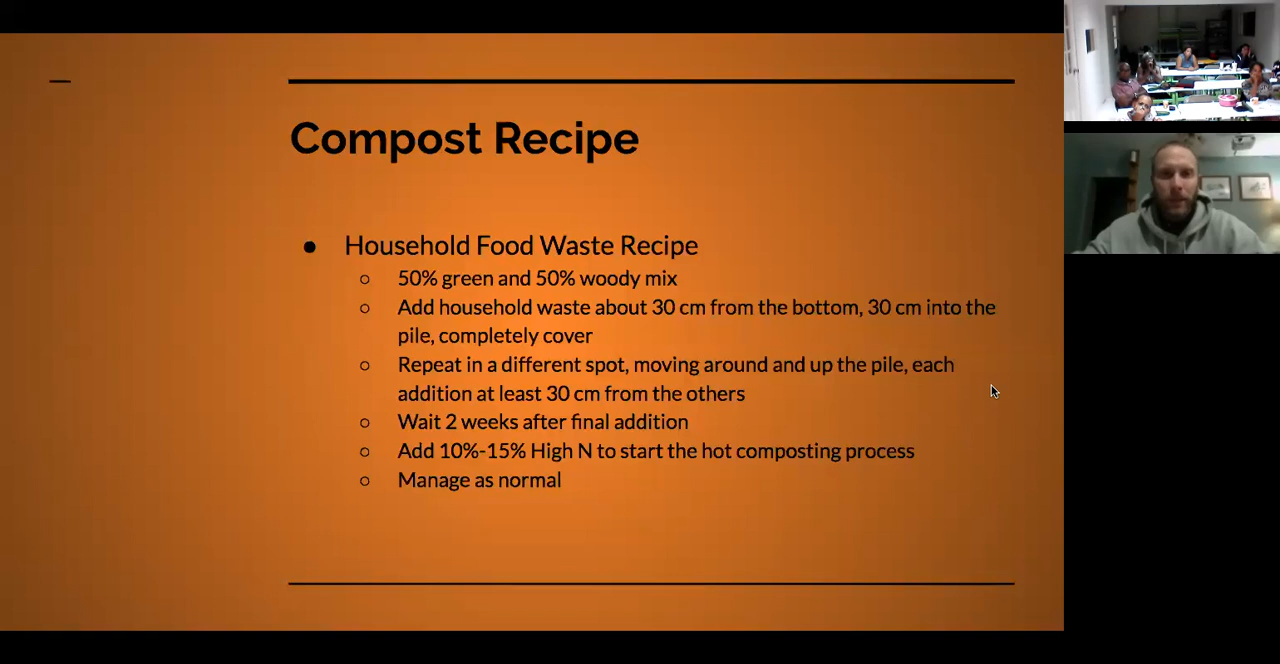 Compost Recipe
● Household Food Waste Recipe
○ 50% green and 50% woody mix
○ Add household waste about 30 cm from the bottom, 30 cm into the
pile, completely cover
○ Repeat in a different spot, moving around and up the pile, each
addition at least 30 cm from the others
○ Wait 2 weeks after final addition
○ Add 10%-15% High N to start the hot composting process
○ Manage as normal